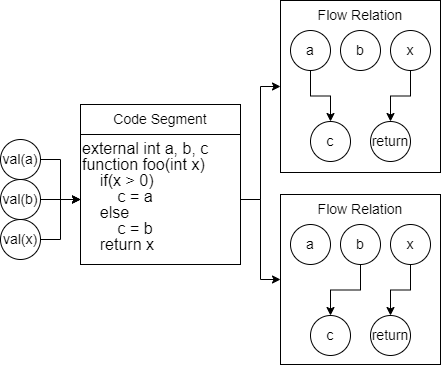 val(a)
val(b)
val(x)
Code Segment
external int a, b, c
function foo(int x)
if(x > 0)
c = a
else
c = b
return x
Flow Relation
a b x
c return
Flow Relation
a b x
c return